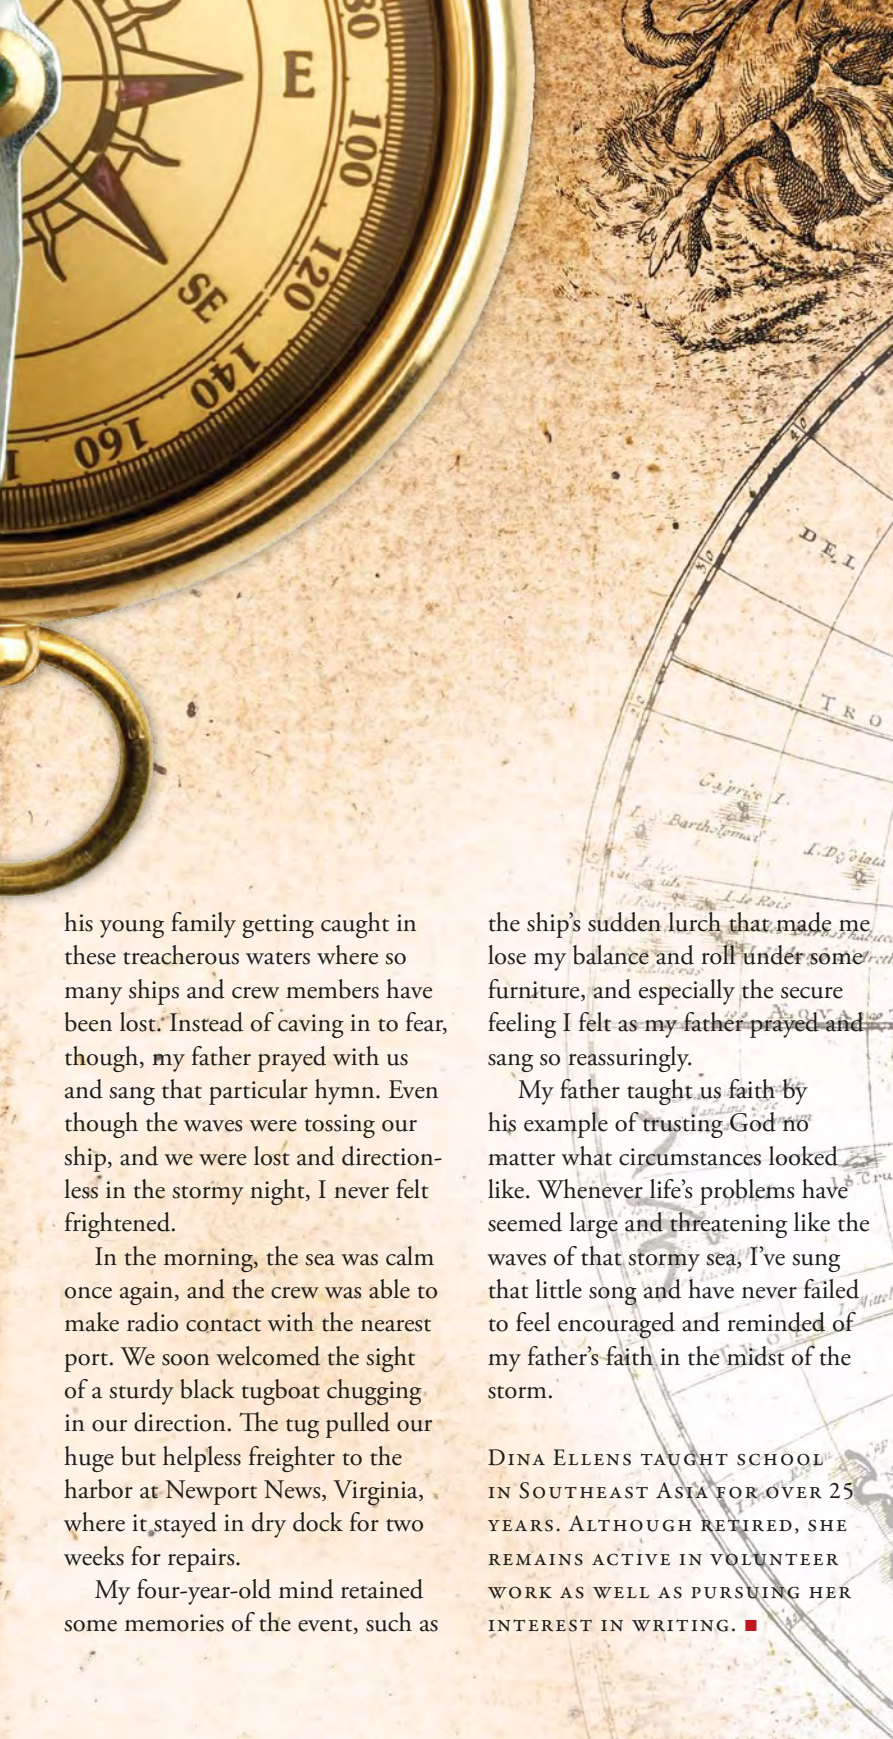 80
E
100
120
SE
140
160
40
DEL
50
TRO
Caprice I.
I. S. Bartholomæi
I. de Rois
his young family getting caught in
these treacherous waters where so
many ships and crew members have
been lost. Instead of caving in to fear,
though, my father prayed with us
and sang that particular hymn. Even
though the waves were tossing our
ship, and we were lost and direction-
less in the stormy night, I never felt
frightened.
In the morning, the sea was calm
once again, and the crew was able to
make radio contact with the nearest
port. We soon welcomed the sight
of a sturdy black tugboat chugging
in our direction. The tug pulled our
huge but helpless freighter to the
harbor at Newport News, Virginia,
where it stayed in dry dock for two
weeks for repairs.
My four-year-old mind retained
some memories of the event, such as
the ship’s sudden lurch that made me
lose my balance and roll under some
furniture, and especially the secure
feeling I felt as my father prayed and
sang so reassuringly.
My father taught us faith by
his example of trusting God no
matter what circumstances looked
like. Whenever life’s problems have
seemed large and threatening like the
waves of that stormy sea, I’ve sung
that little song and have never failed
to feel encouraged and reminded of
my father’s faith in the midst of the
storm.
Dina Ellens taught school
in Southeast Asia for over 25
years. Although retired, she
remains active in volunteer
work as well as pursuing her
interest in writing.